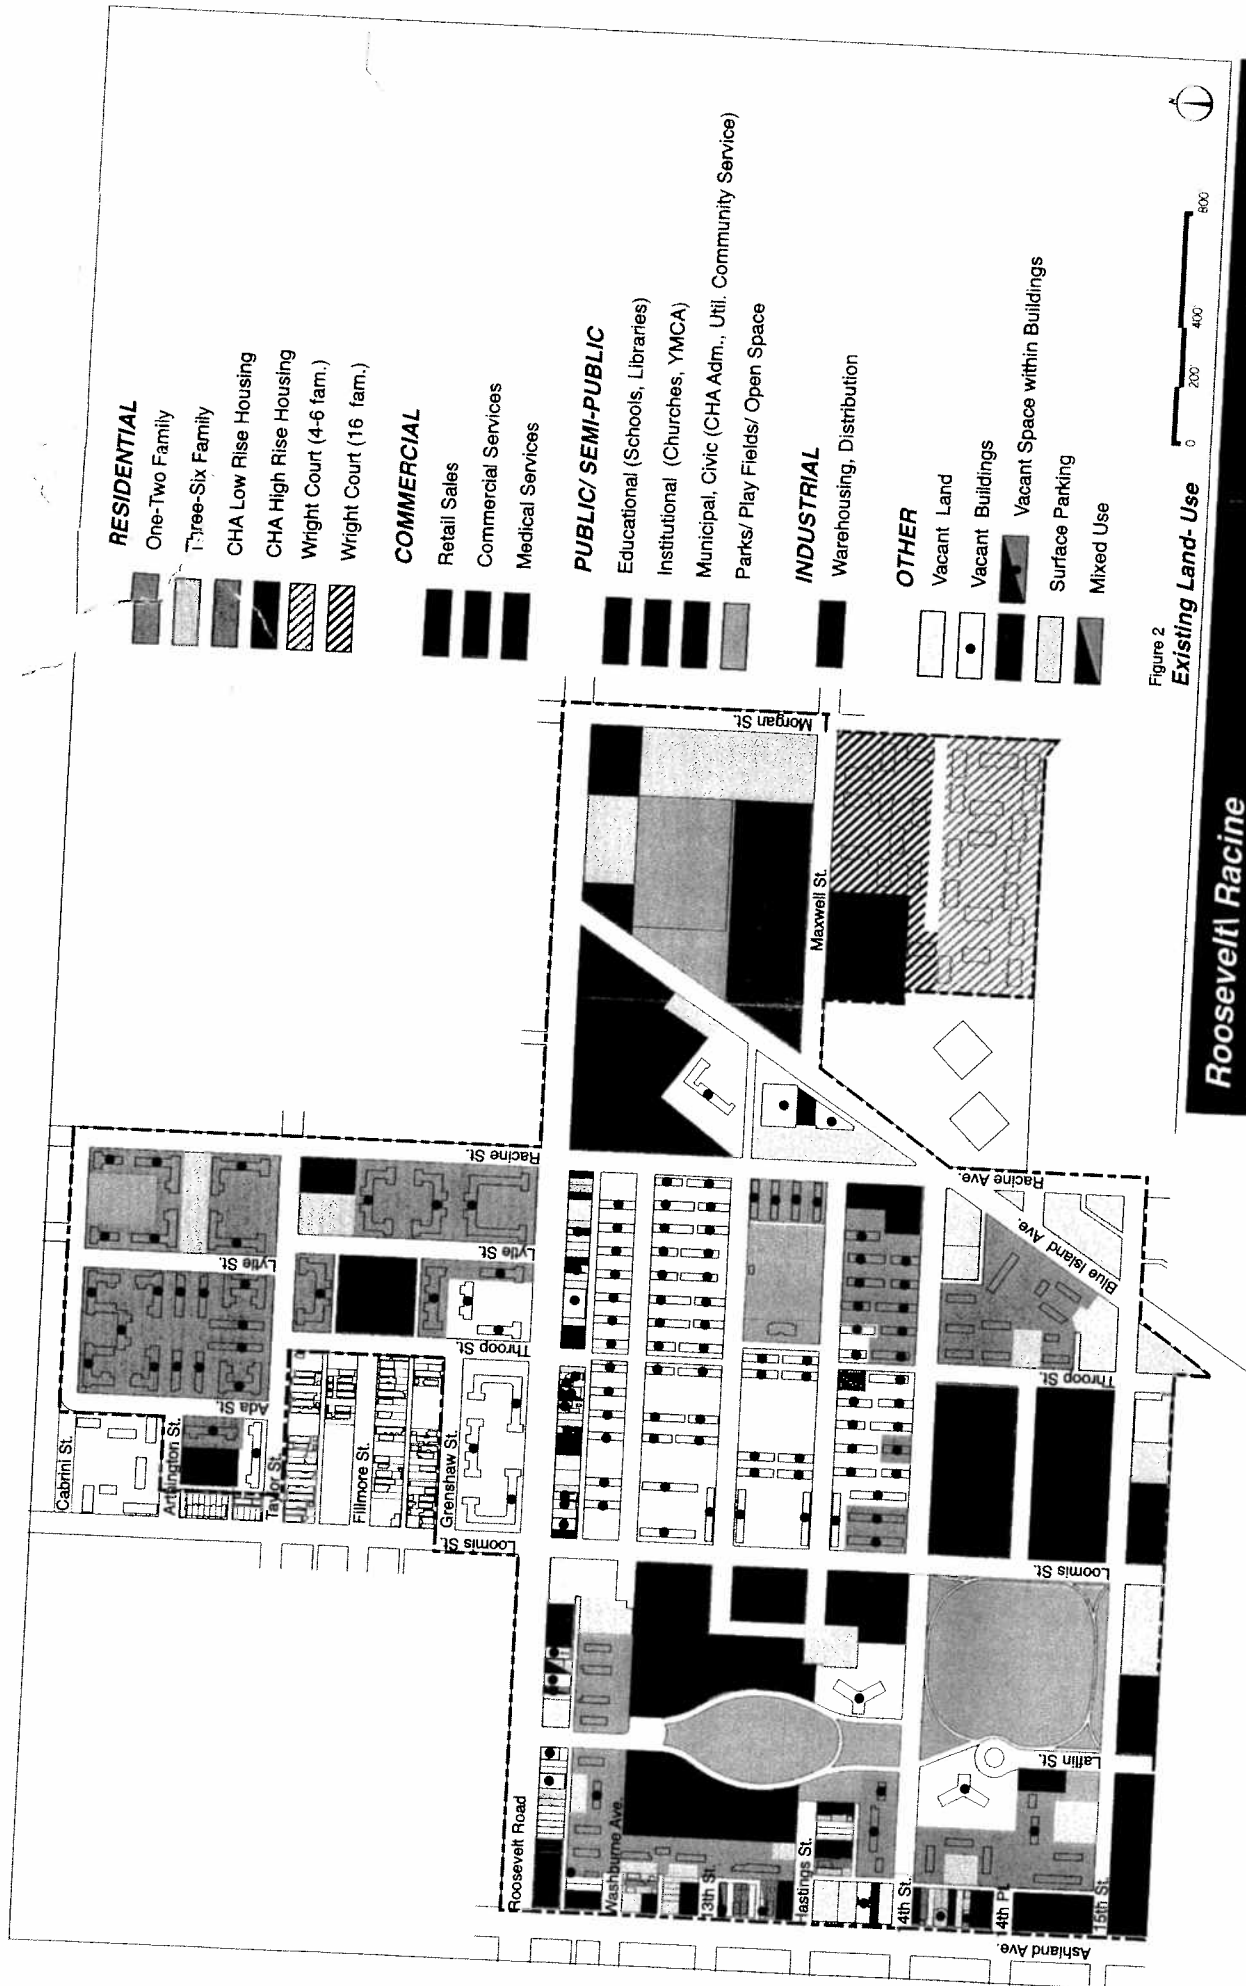 RESIDENTIAL
One-Two Family
Three-Six Family
CHA Low Rise Housing
CHA High Rise Housing
Wright Court (4-6 fam.)
Wright Court (16 fam.)
COMMERCIAL
Retail Sales
Commercial Services
Medical Services
PUBLIC/ SEMI-PUBLIC
Educational (Schools, Libraries)
Institutional (Churches, YMCA)
Municipal, Civic (CHA Adm., Util. Community Service)
Parks/ Play Fields/ Open Space
INDUSTRIAL
Warehousing, Distribution
OTHER
Vacant Land
Vacant Buildings
Vacant Space within Buildings
Surface Parking
Mixed Use
Figure 2
Existing Land- Use
0 200' 400' 800'
N
Roosevelt\ Racine
Cabrini St.
Arthington St.
Taylor St.
Fillmore St.
Grenshaw St.
Loomis St.
Ada St.
Throop St.
Lytle St.
Lytle St.
Racine St.
Roosevelt Road
Washburne Ave.
13th St.
Hastings St.
4th St.
4th Pl.
15th St.
Ashland Ave.
Laflin St.
Loomis St.
Throop St.
Blue Island Ave.
Racine Ave.
Maxwell St.
Morgan St.